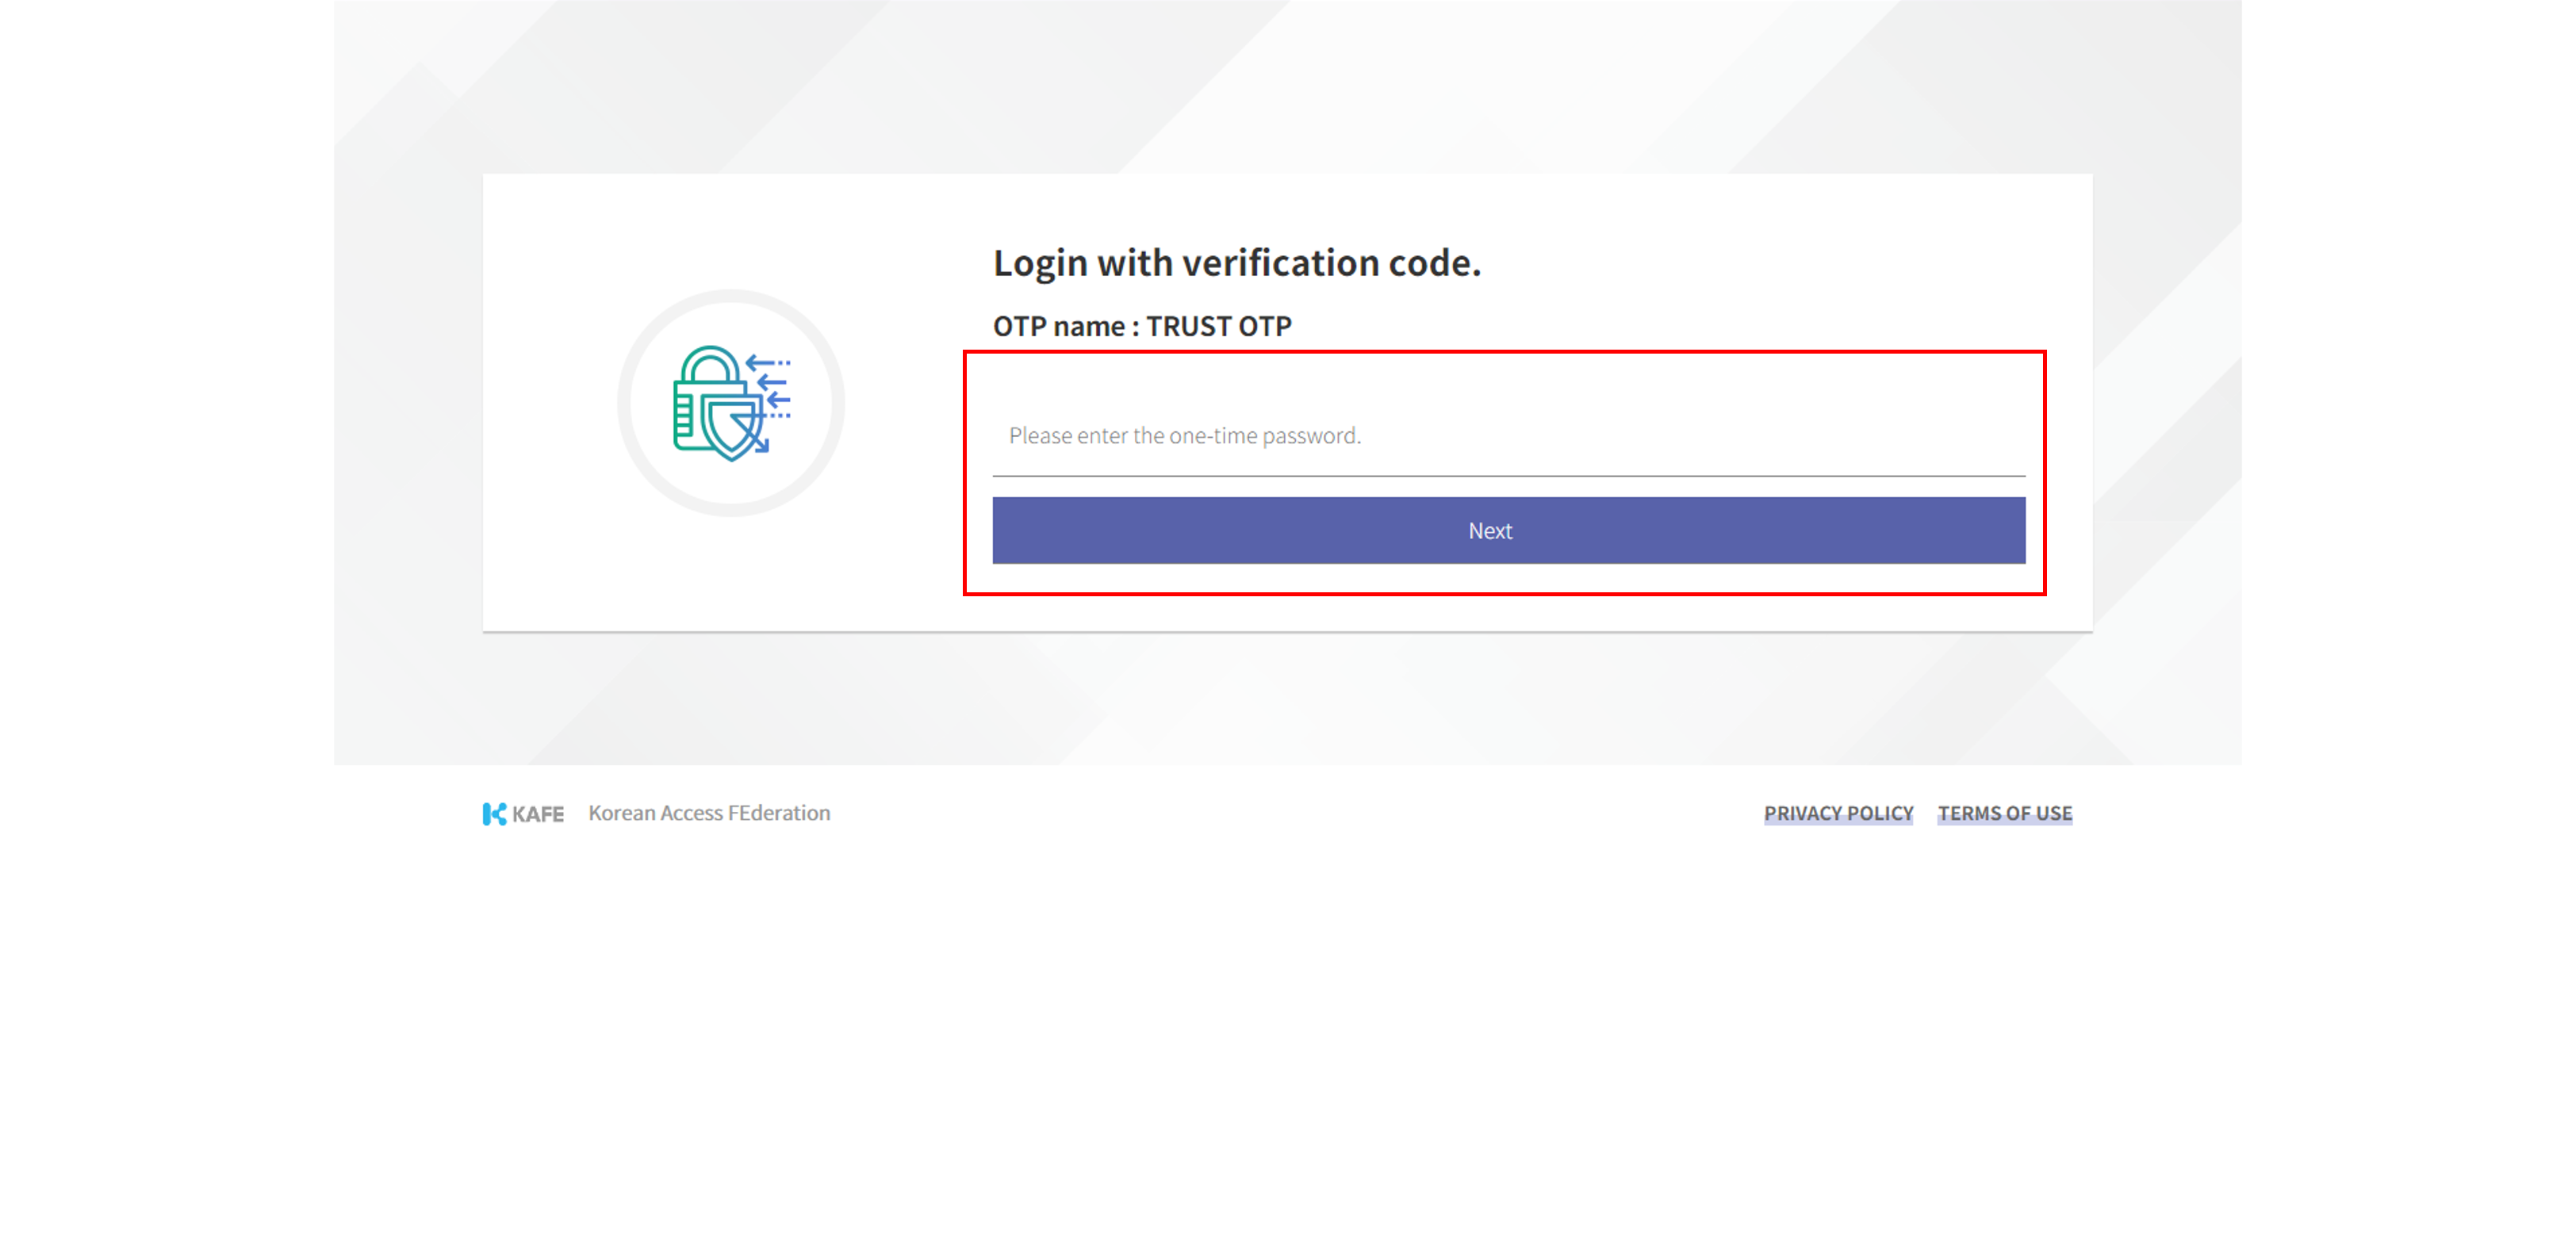 Login with verification code.
OTP name : TRUST OTP
Please enter the one-time password.
Next
KAFE Korean Access FEderation
PRIVACY POLICY TERMS OF USE